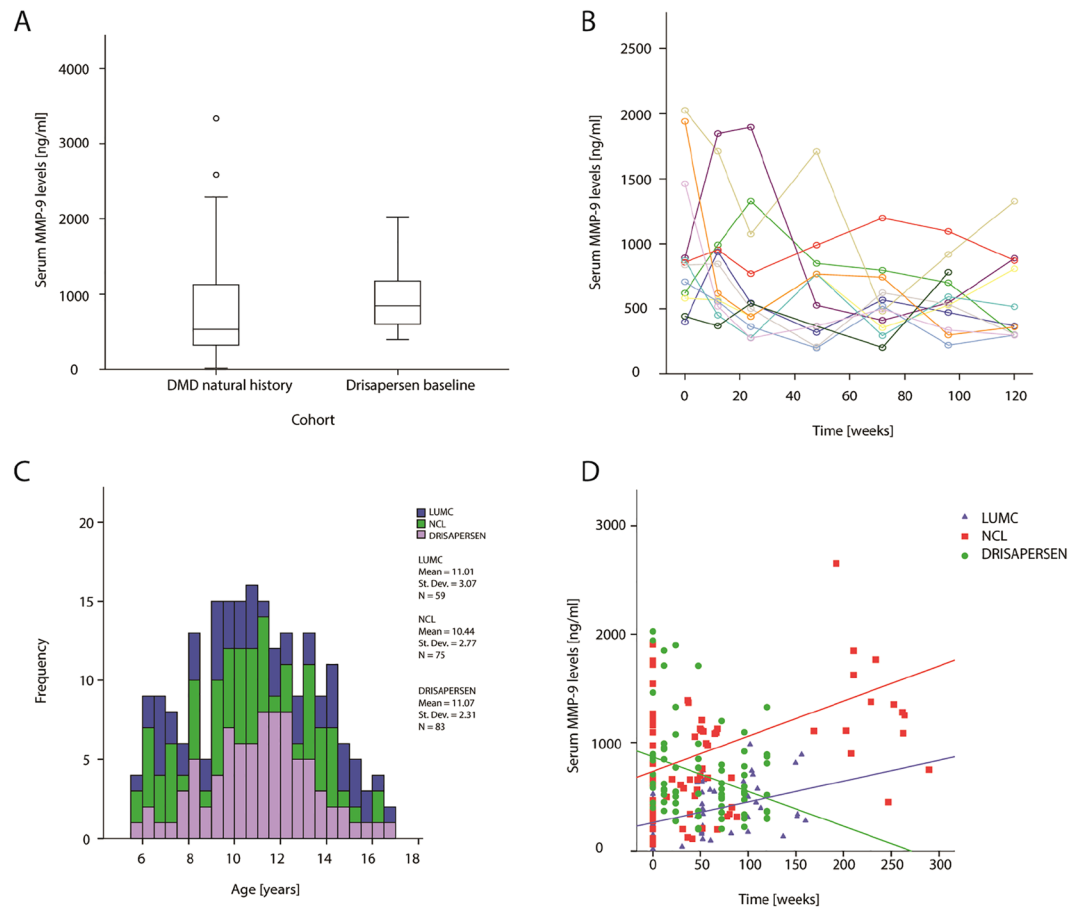 A
Serum MMP-9 levels [ng/ml]
4000
3000
2000
1000
0
DMD natural history Drisapersen baseline
Cohort
B
Serum MMP-9 levels [ng/ml]
2500
2000
1500
1000
500
0
0 20 40 60 80 100 120
Time [weeks]
C
Frequency
20
15
10
5
0
6 8 10 12 14 16 18
Age [years]
LUMC
NCL
DRISAPERSEN
LUMC
Mean = 11.01
St. Dev. = 3.07
N = 59
NCL
Mean = 10.44
St. Dev. = 2.77
N = 75
DRISAPERSEN
Mean = 11.07
St. Dev. = 2.31
N = 83
D
Serum MMP-9 levels [ng/ml]
3000
2000
1000
0
0 50 100 150 200 250 300
Time [weeks]
LUMC
NCL
DRISAPERSEN